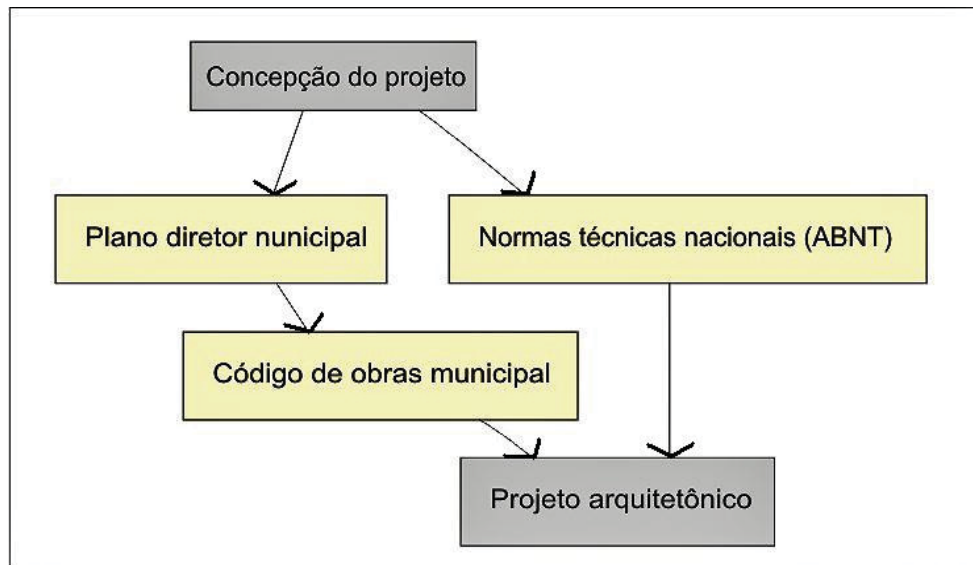 Concepção do projeto
Plano diretor nunicipal
Normas técnicas nacionais (ABNT)
Código de obras municipal
Projeto arquitetônico